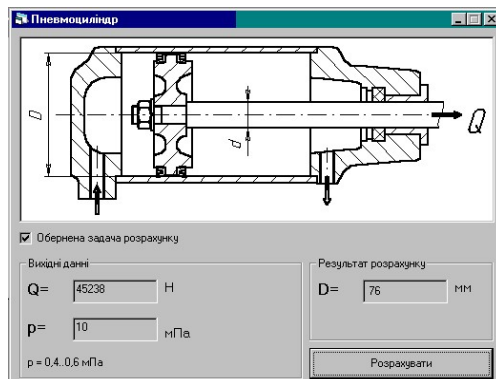 Пневмоциліндр
D
d
Q
Обернена задача розрахунку
Вихідні данні
Q= 45238 Н
p= 10 мПа
p = 0,4..0,6 мПа
Результат розрахунку
D= 76 мм
Розрахувати